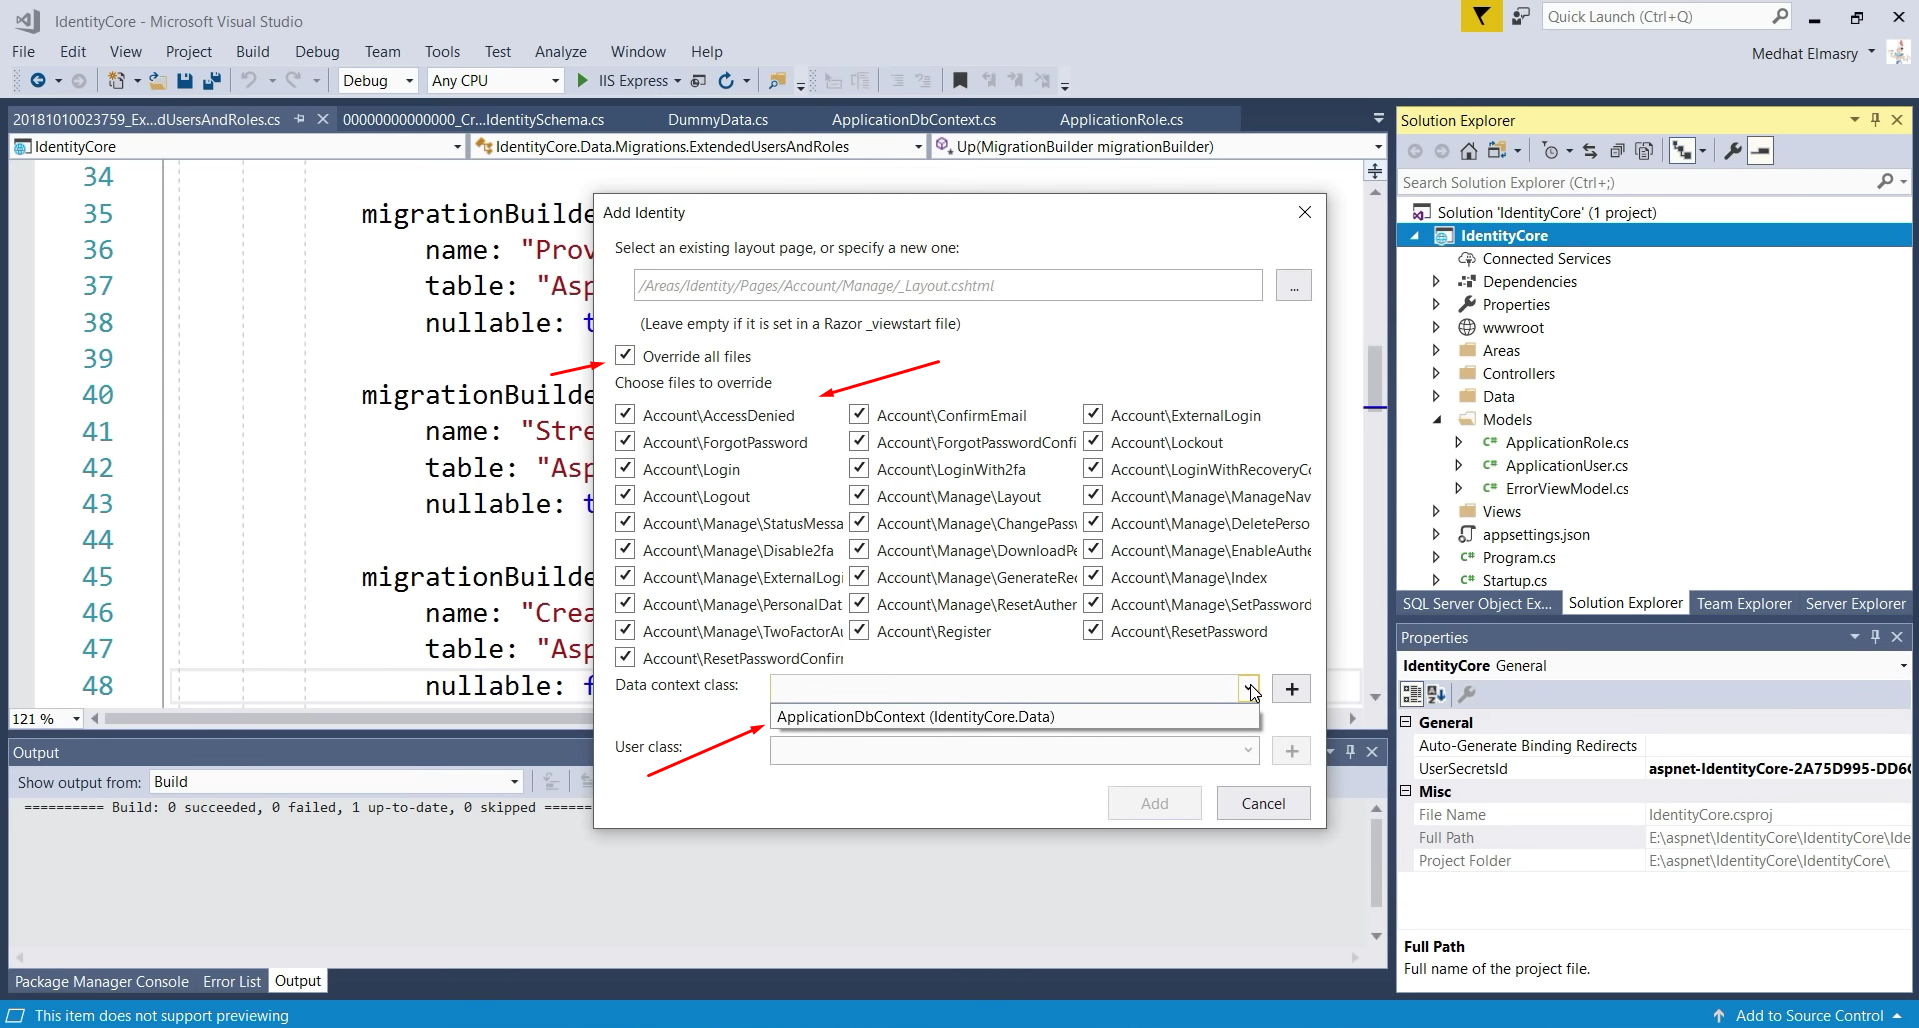 IdentityCore - Microsoft Visual Studio
Quick Launch (Ctrl+Q)
File Edit View Project Build Debug Team Tools Test Analyze Window Help
Medhat Elmasry
Debug Any CPU IIS Express
20181010023759_Ex...dUsersAndRoles.cs 00000000000000_Cr...IdentitySchema.cs DummyData.cs ApplicationDbContext.cs ApplicationRole.cs
IdentityCore IdentityCore.Data.Migrations.ExtendedUsersAndRoles Up(MigrationBuilder migrationBuilder)
34
35 migrationBuilde
36 name: "Prov
37 table: "Asp
38 nullable: t
39
40 migrationBuilde
41 name: "Stre
42 table: "Asp
43 nullable: t
44
45 migrationBuilde
46 name: "Crea
47 table: "Asp
48 nullable: f
121 %
Add Identity
Select an existing layout page, or specify a new one:
/Areas/Identity/Pages/Account/Manage/_Layout.cshtml
...
(Leave empty if it is set in a Razor _viewstart file)
Override all files
Choose files to override
Account\AccessDenied Account\ConfirmEmail Account\ExternalLogin
Account\ForgotPassword Account\ForgotPasswordConfi Account\Lockout
Account\Login Account\LoginWith2fa Account\LoginWithRecoveryCo
Account\Logout Account\Manage\Layout Account\Manage\ManageNav
Account\Manage\StatusMessa Account\Manage\ChangePassw Account\Manage\DeletePerso
Account\Manage\Disable2fa Account\Manage\DownloadPe Account\Manage\EnableAuthe
Account\Manage\ExternalLogi Account\Manage\GenerateRec Account\Manage\Index
Account\Manage\PersonalDat Account\Manage\ResetAuthen Account\Manage\SetPassword
Account\Manage\TwoFactorAu Account\Register Account\ResetPassword
Account\ResetPasswordConfirm
Data context class:
+
ApplicationDbContext (IdentityCore.Data)
User class:
+
Add Cancel
Output
Show output from: Build
========== Build: 0 succeeded, 0 failed, 1 up-to-date, 0 skipped ======
Package Manager Console Error List Output
This item does not support previewing
Add to Source Control
Solution Explorer
Search Solution Explorer (Ctrl+;)
Solution 'IdentityCore' (1 project)
IdentityCore
Connected Services
Dependencies
Properties
wwwroot
Areas
Controllers
Data
Models
C# ApplicationRole.cs
C# ApplicationUser.cs
C# ErrorViewModel.cs
Views
appsettings.json
C# Program.cs
C# Startup.cs
SQL Server Object Ex... Solution Explorer Team Explorer Server Explorer
Properties
IdentityCore General
General
Auto-Generate Binding Redirects
UserSecretsId aspnet-IdentityCore-2A75D995-DD6
Misc
File Name IdentityCore.csproj
Full Path E:\aspnet\IdentityCore\IdentityCore\Ide
Project Folder E:\aspnet\IdentityCore\IdentityCore\
Full Path
Full name of the project file.